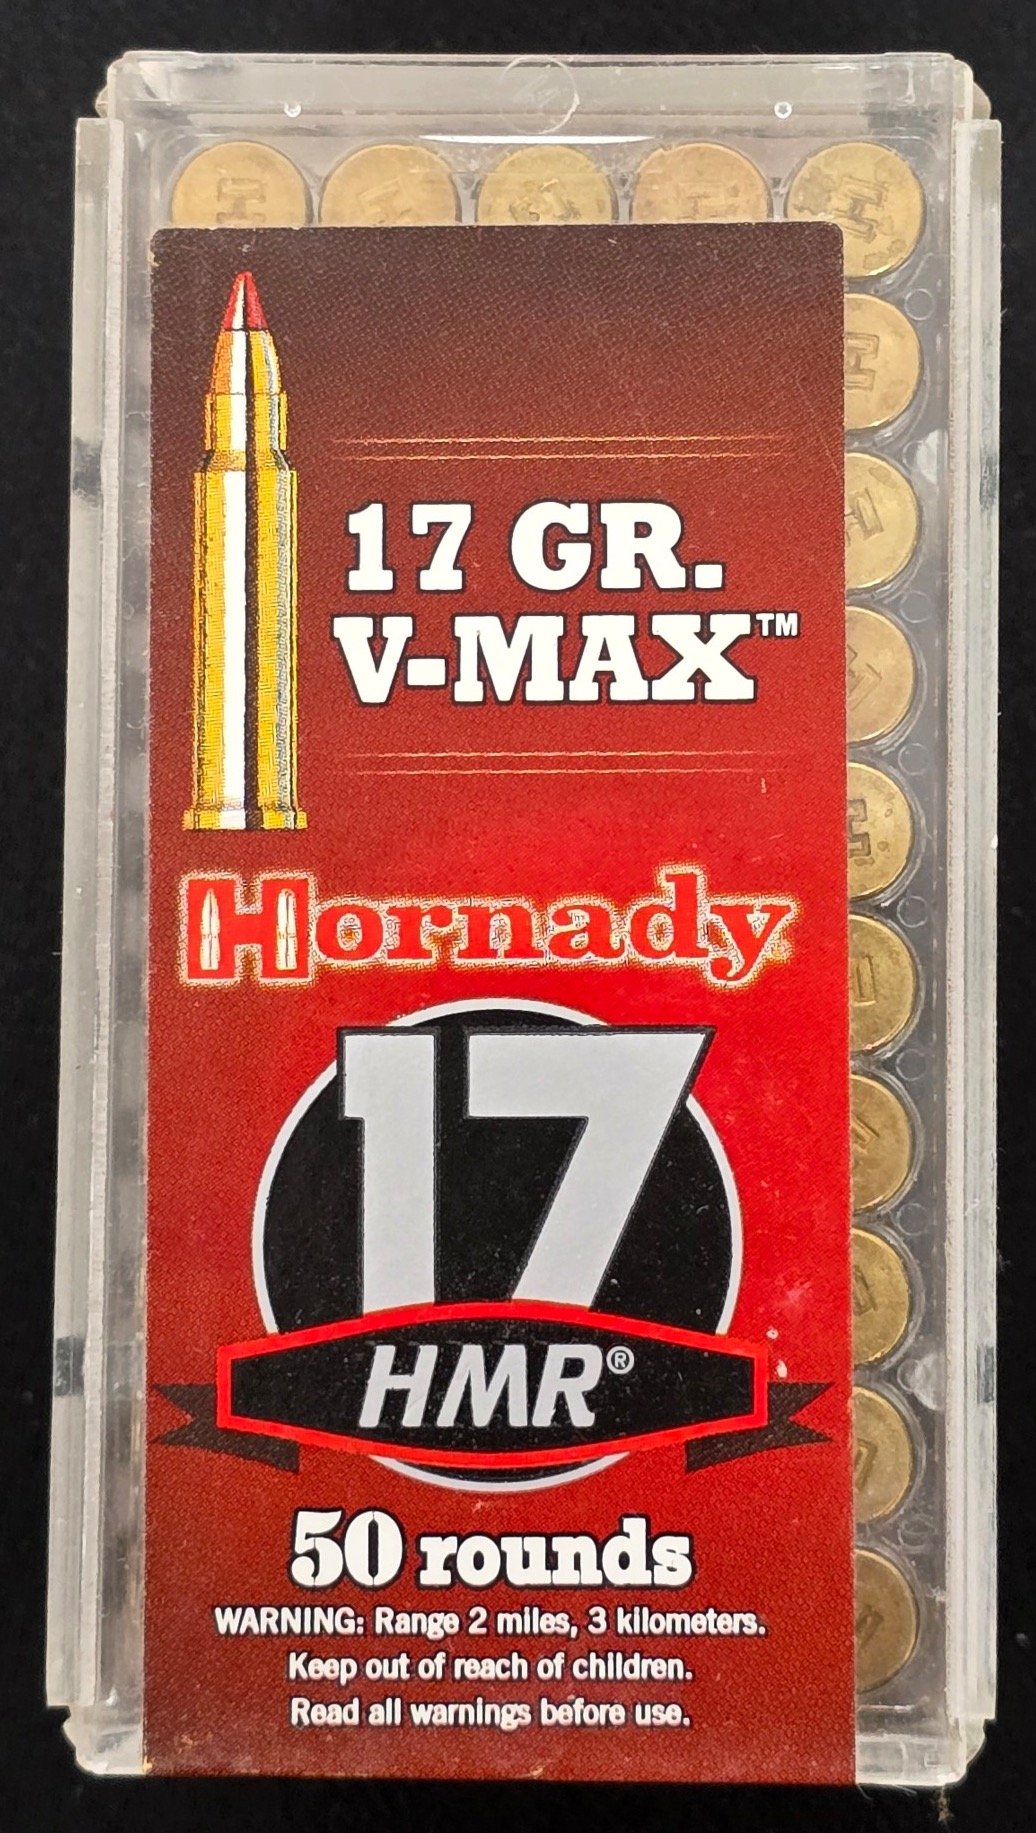 H H H H H
H
H
H
H
H
H
H
H
H
17 GR.
V-MAX™
Hornady
17
HMR®
50 rounds
WARNING: Range 2 miles, 3 kilometers.
Keep out of reach of children.
Read all warnings before use.